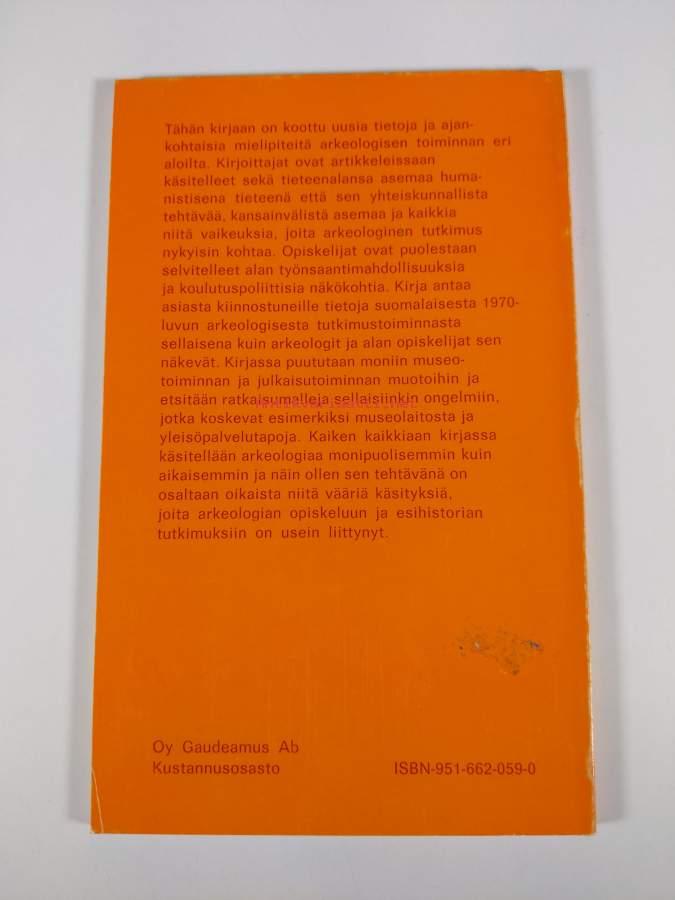 Tähän kirjaan on koottu uusia tietoja ja ajan-
kohtaisia mielipiteitä arkeologisen toiminnan eri
aloilta. Kirjoittajat ovat artikkeleissaan
käsitelleet sekä tieteenalansa asemaa huma-
nistisena tieteenä että sen yhteiskunnallista
tehtävää, kansainvälistä asemaa ja kaikkia
niitä vaikeuksia, joita arkeologinen tutkimus
nykyisin kohtaa. Opiskelijat ovat puolestaan
selvitelleet alan työnsaantimahdollisuuksia
ja koulutuspoliittisia näkökohtia. Kirja antaa
asiasta kiinnostuneille tietoja suomalaisesta 1970-
luvun arkeologisesta tutkimustoiminnasta
sellaisena kuin arkeologit ja alan opiskelijat sen
näkevät. Kirjassa puututaan moniin museo-
toiminnan ja julkaisutoiminnan muotoihin ja
etsitään ratkaisumalleja sellaisiinkin ongelmiin,
jotka koskevat esimerkiksi museolaitosta ja
yleisöpalvelutapoja. Kaiken kaikkiaan kirjassa
käsitellään arkeologiaa monipuolisemmin kuin
aikaisemmin ja näin ollen sen tehtävänä on
osaltaan oikaista niitä vääriä käsityksiä,
joita arkeologian opiskeluun ja esihistorian
tutkimuksiin on usein liittynyt.
Oy Gaudeamus Ab
Kustannusosasto
ISBN-951-662-059-0